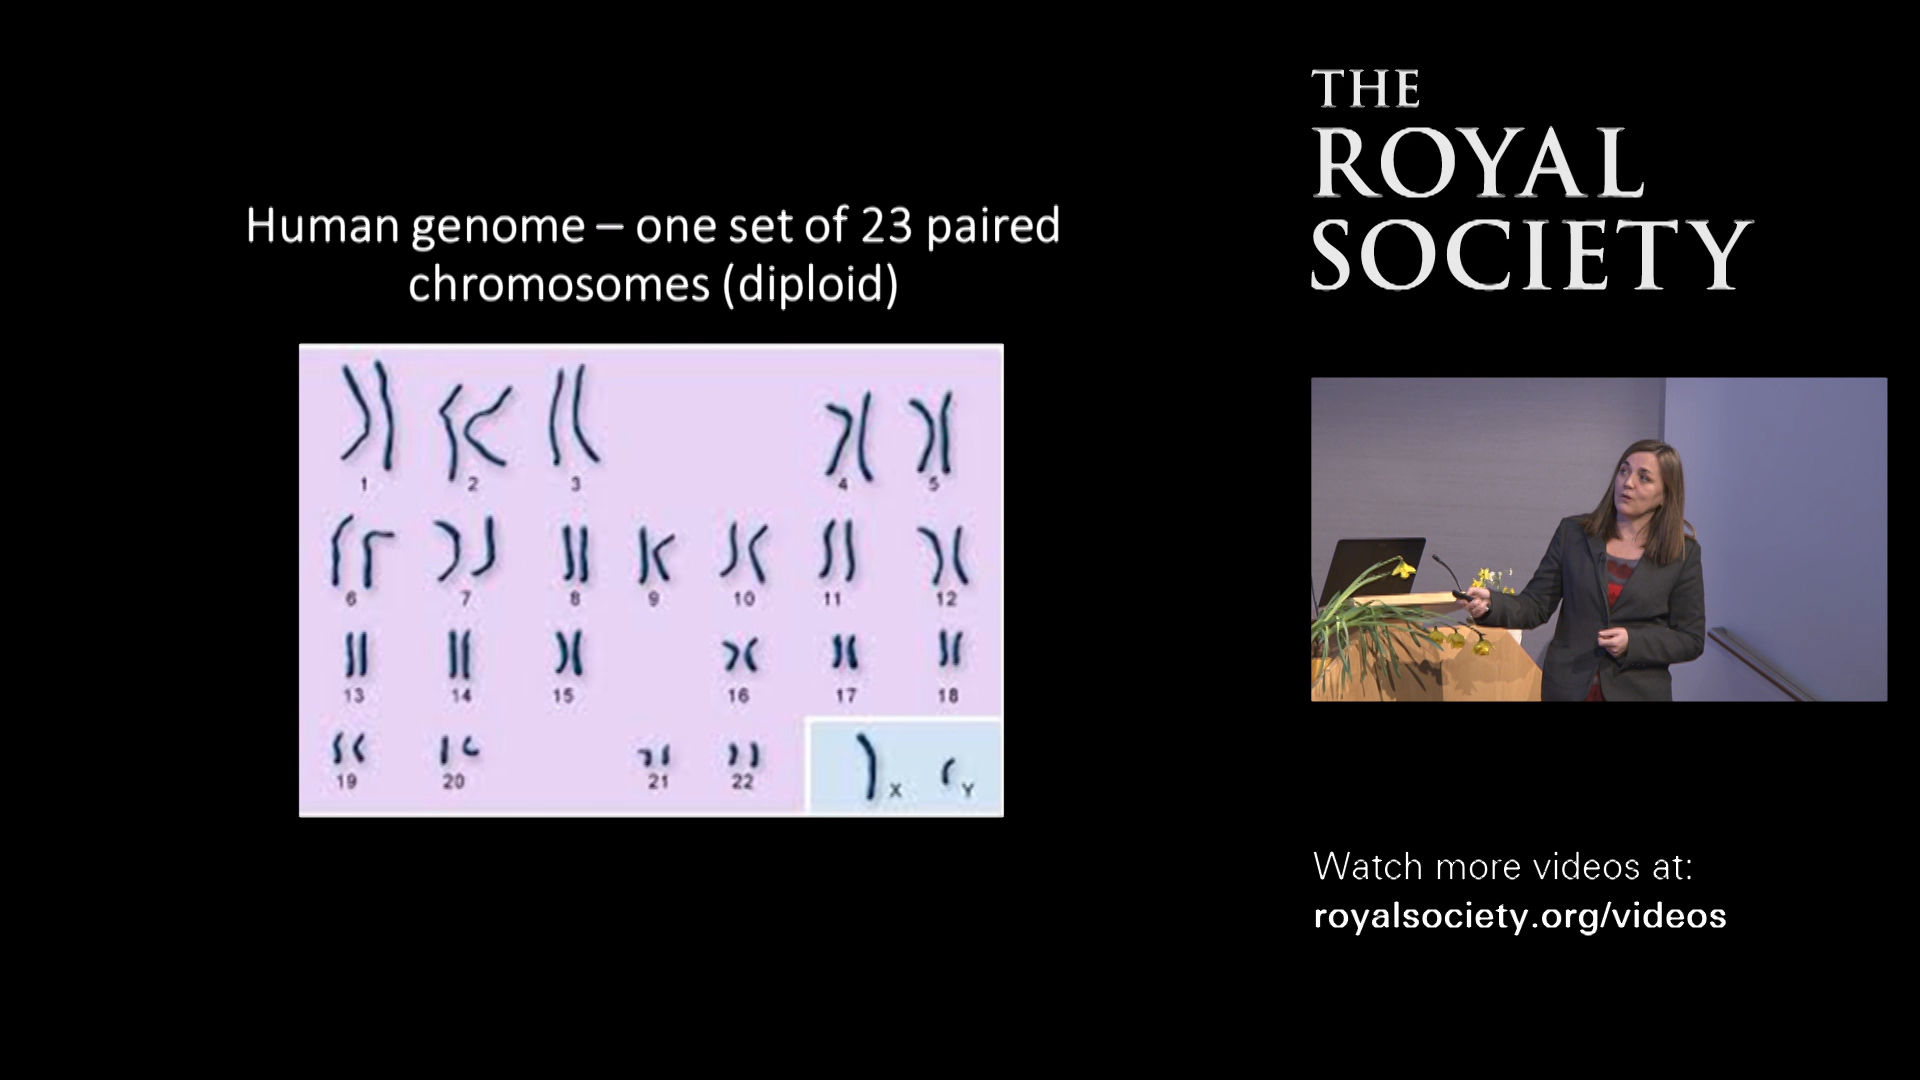 Human genome – one set of 23 paired
chromosomes (diploid)
1 2 3 4 5
6 7 8 9 10 11 12
13 14 15 16 17 18
19 20 21 22 X Y
THE
ROYAL
SOCIETY
Watch more videos at:
royalsociety.org/videos